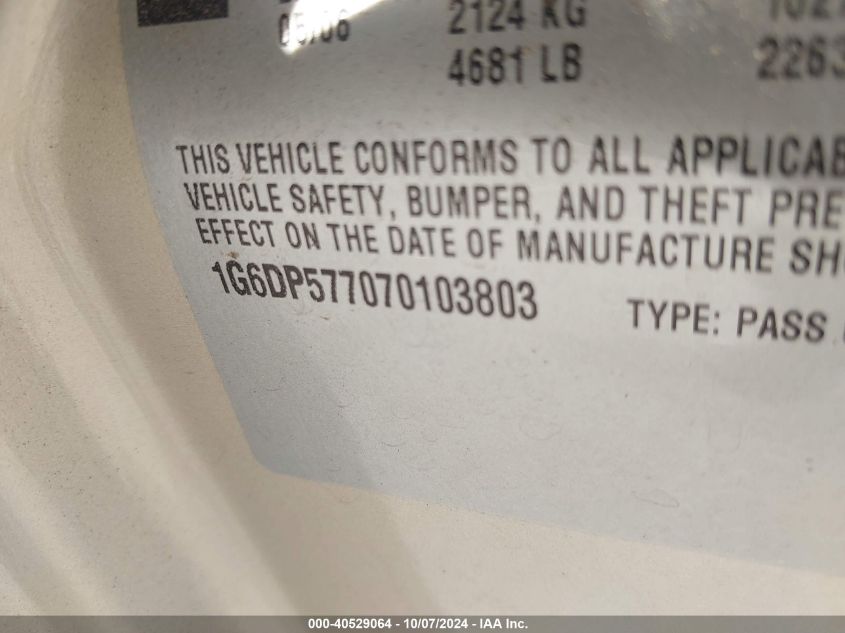 05/06 2124 KG
4681 LB 2263
THIS VEHICLE CONFORMS TO ALL APPLICAB
VEHICLE SAFETY, BUMPER, AND THEFT PRE
EFFECT ON THE DATE OF MANUFACTURE SH
1G6DP577070103803 TYPE: PASS
000-40529064 - 10/07/2024 - IAA Inc.